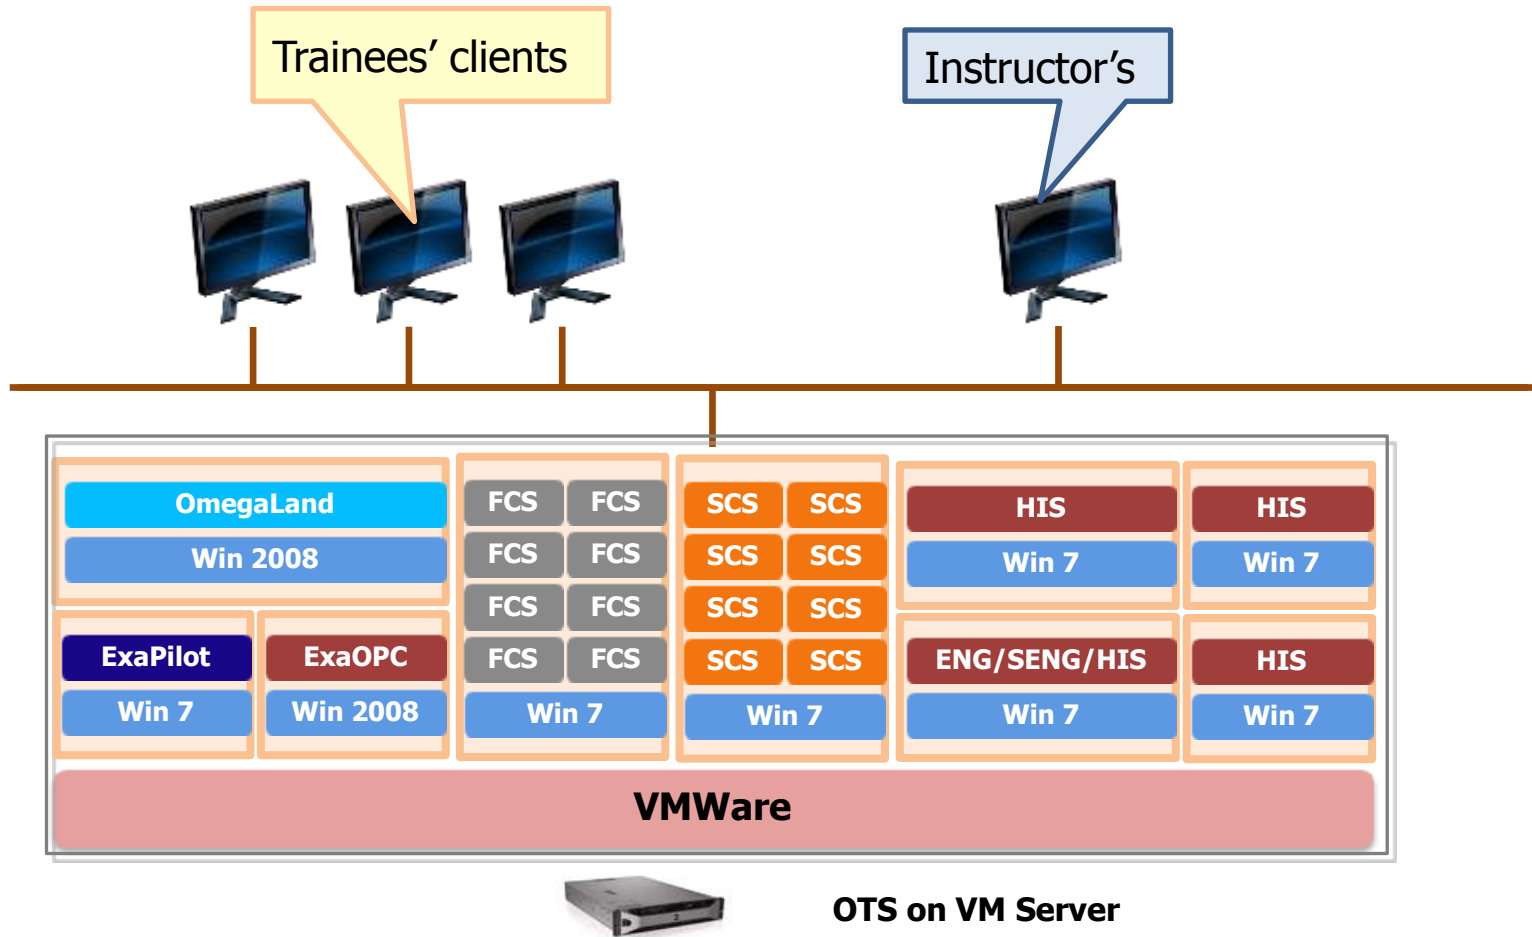 Trainees’ clients
Instructor’s
OmegaLand
Win 2008
ExaPilot
Win 7
ExaOPC
Win 2008
FCS FCS
FCS FCS
FCS FCS
FCS FCS
Win 7
SCS SCS
SCS SCS
SCS SCS
SCS SCS
Win 7
HIS
Win 7
HIS
Win 7
ENG/SENG/HIS
Win 7
HIS
Win 7
VMWare
OTS on VM Server